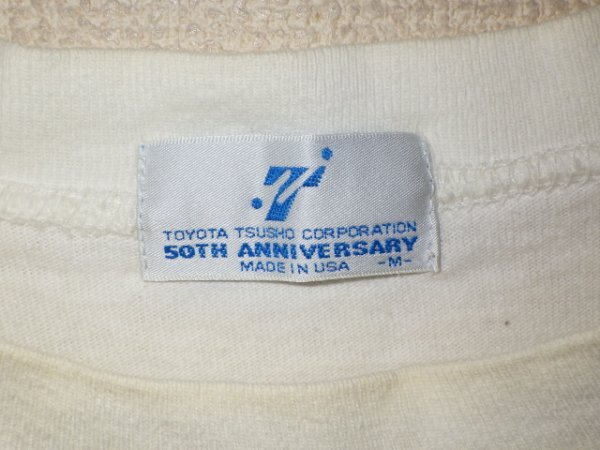 TOYOTA TSUSHO CORPORATION
50TH ANNIVERSARY
MADE IN USA -M-